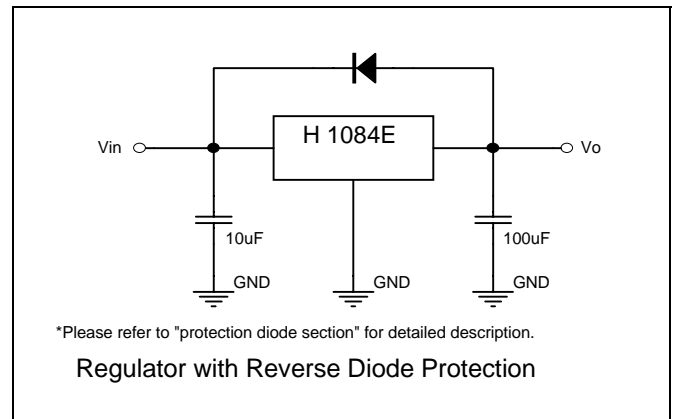 H 1084E
Vin
Vo
10uF
100uF
GND
GND
GND
*Please refer to "protection diode section" for detailed description.
Regulator with Reverse Diode Protection